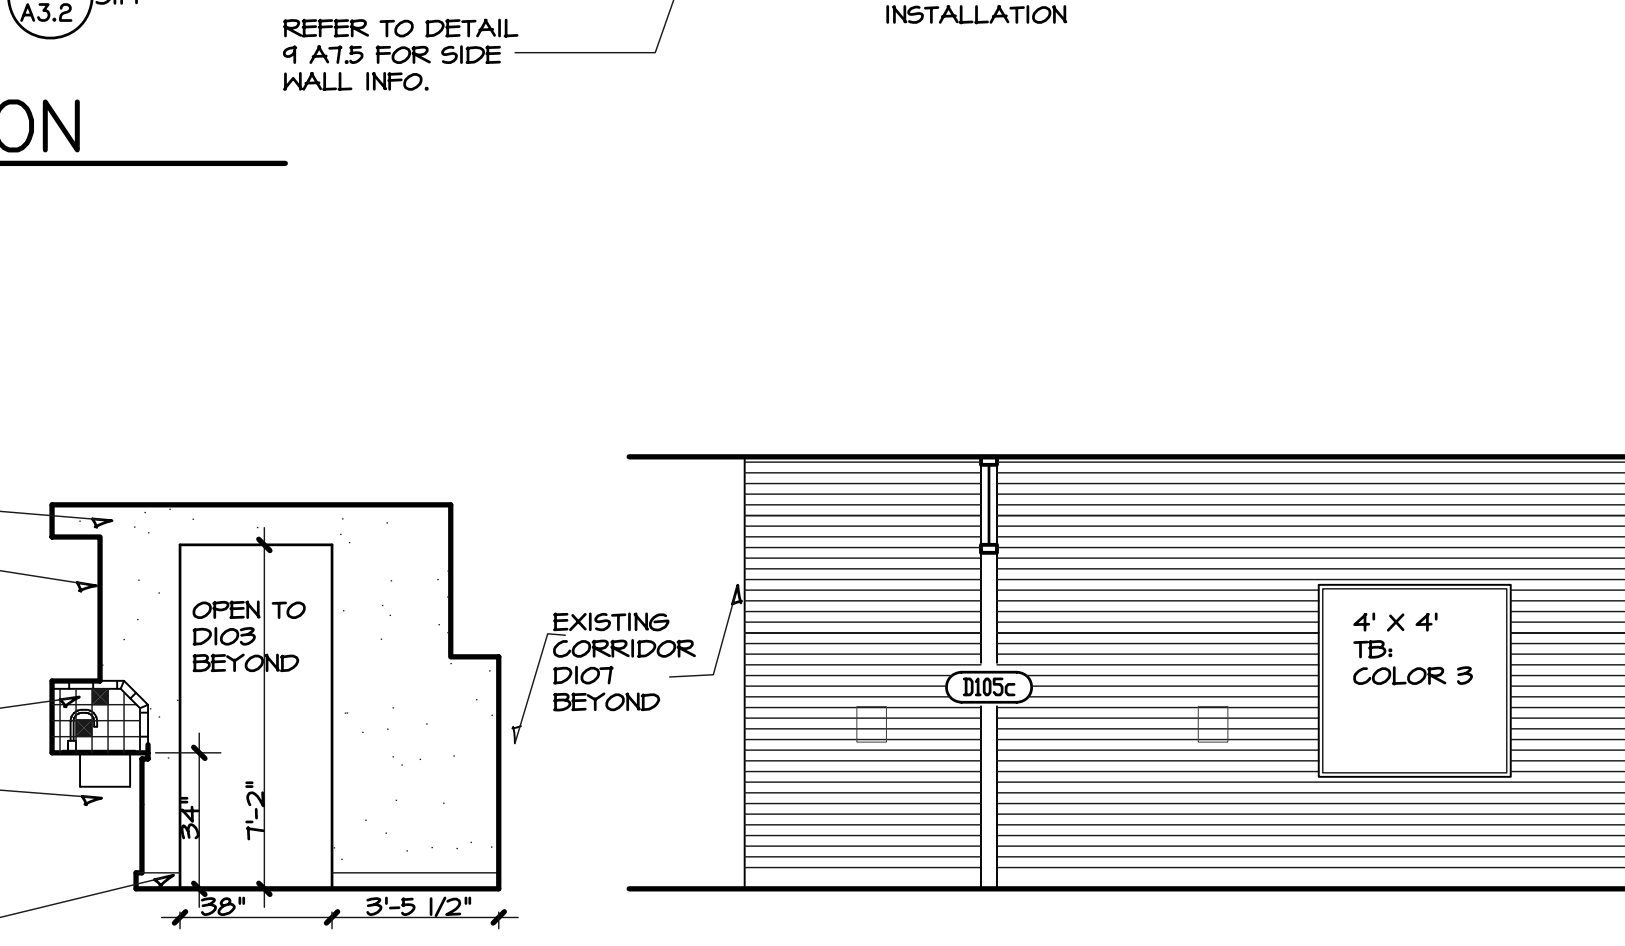 A3.2
INSTALLATION
REFER TO DETAIL
9 A7.5 FOR SIDE
WALL INFO.
ON
OPEN TO
D103
BEYOND
EXISTING
CORRIDOR
D107
BEYOND
4' X 4'
TB:
COLOR 3
D105c
34"
7'-2"
38"
3'-5 1/2"